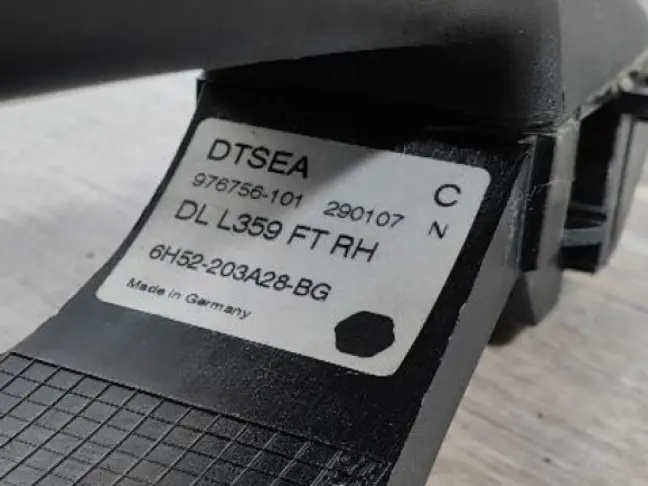 DTSEA C
976756-101 290107 N
DL L359 FT RH
6H52-203A28-BG
Made in Germany